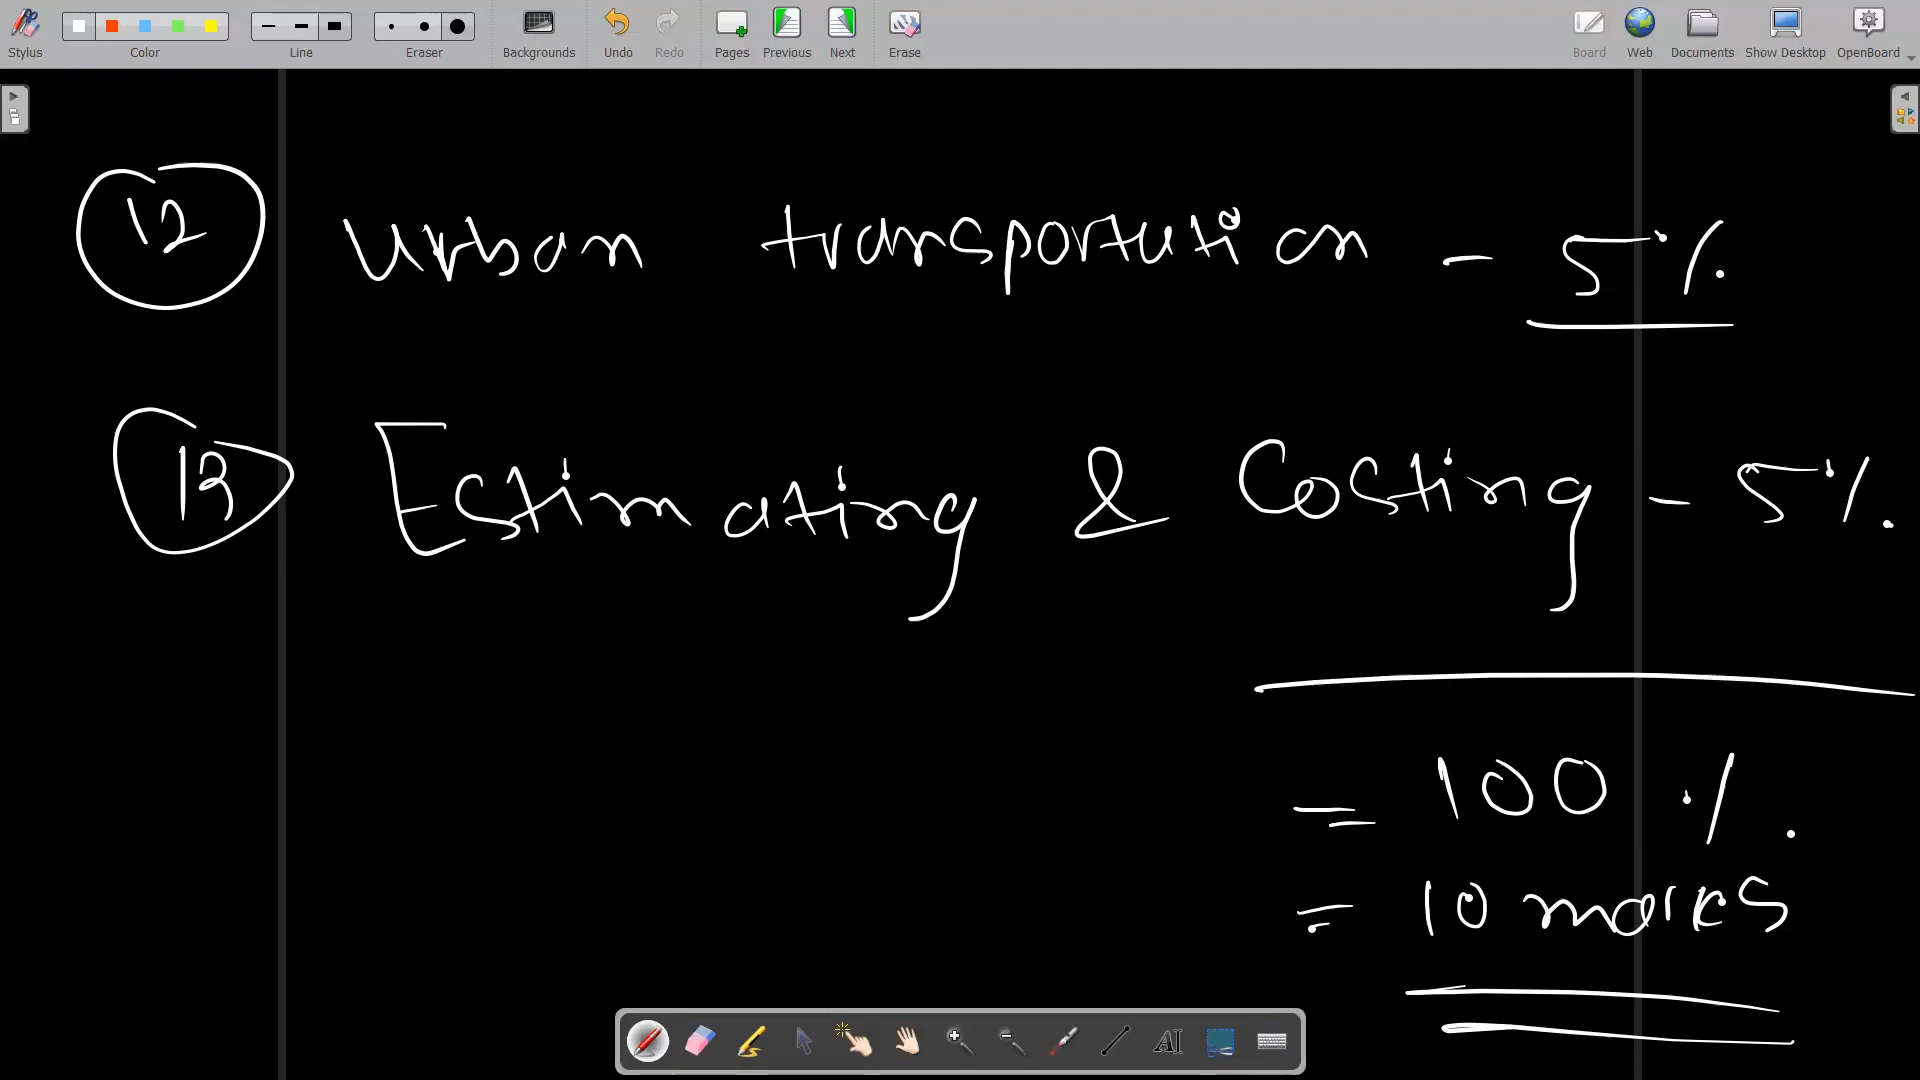 Stylus Color Line Eraser Backgrounds Undo Redo Pages Previous Next Erase Board Web Documents Show Desktop OpenBoard
12 Urban transportation - 5%.
13 Estimating & Costing - 5%.
= 100 %.
= 10 marks